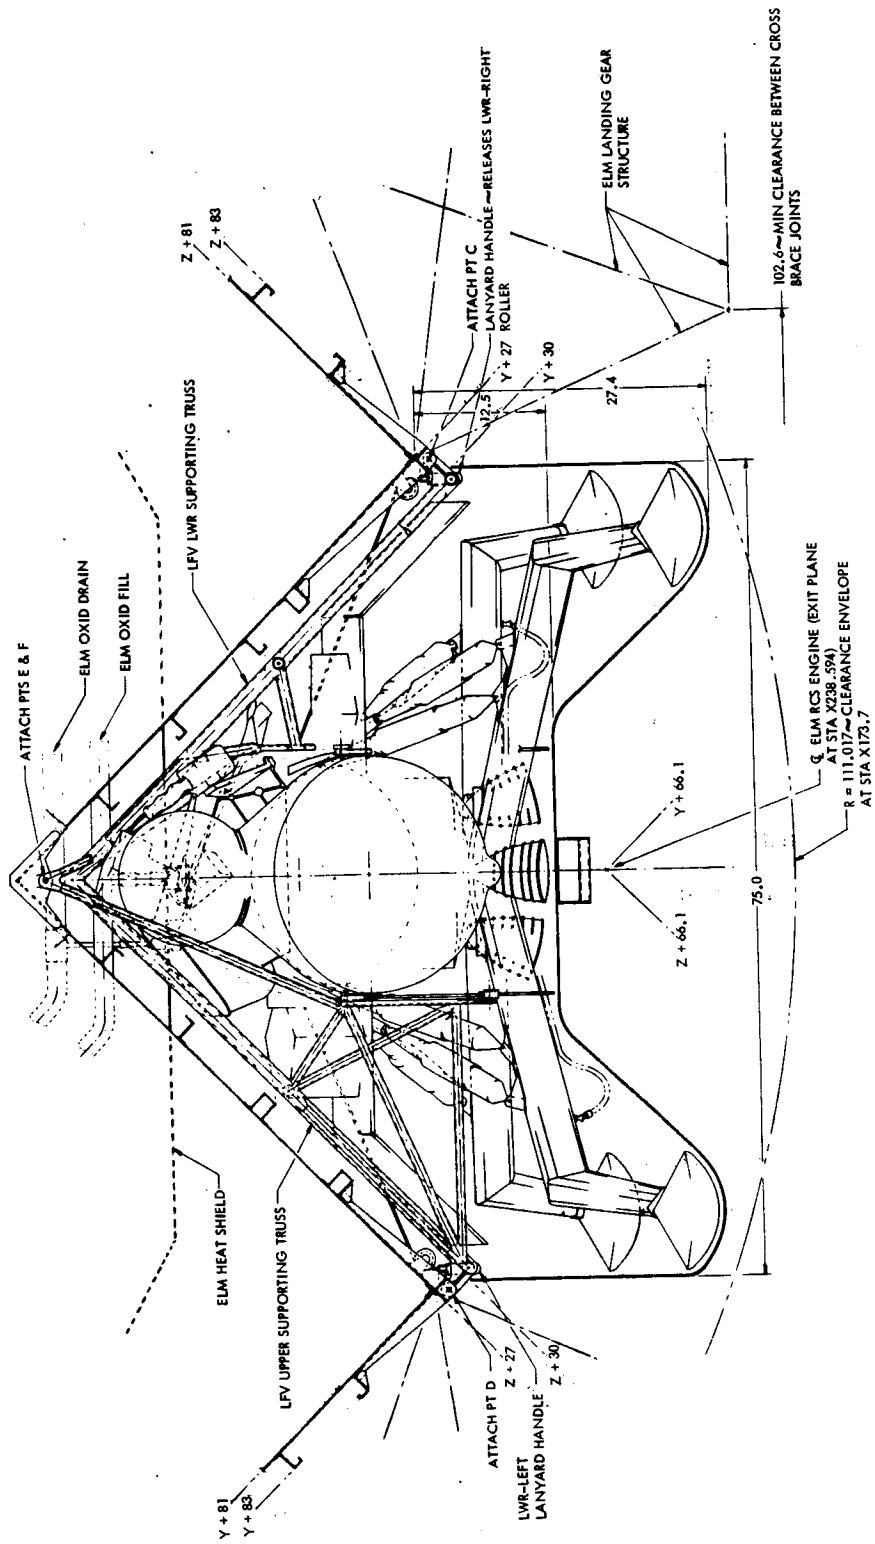 Z + 81
Z + 83
ATTACH PTS E & F
ELM OXID DRAIN
ELM OXID FILL
LFV LWR SUPPORTING TRUSS
ATTACH PT C
LANYARD HANDLE~RELEASES LWR-RIGHT
ROLLER
Y + 27
Y + 30
12.5
27.4
ELM LANDING GEAR
STRUCTURE
102.6~MIN CLEARANCE BETWEEN CROSS
BRACE JOINTS
ELM HEAT SHIELD
LFV UPPER SUPPORTING TRUSS
Y + 81
Y + 83
ATTACH PT D
Z + 27
Z + 30
LWR-LEFT
LANYARD HANDLE
Y + 66.1
Z + 66.1
75.0
℄ ELM RCS ENGINE (EXIT PLANE
AT STA X238.594)
R = 111.017~CLEARANCE ENVELOPE
AT STA X173.7